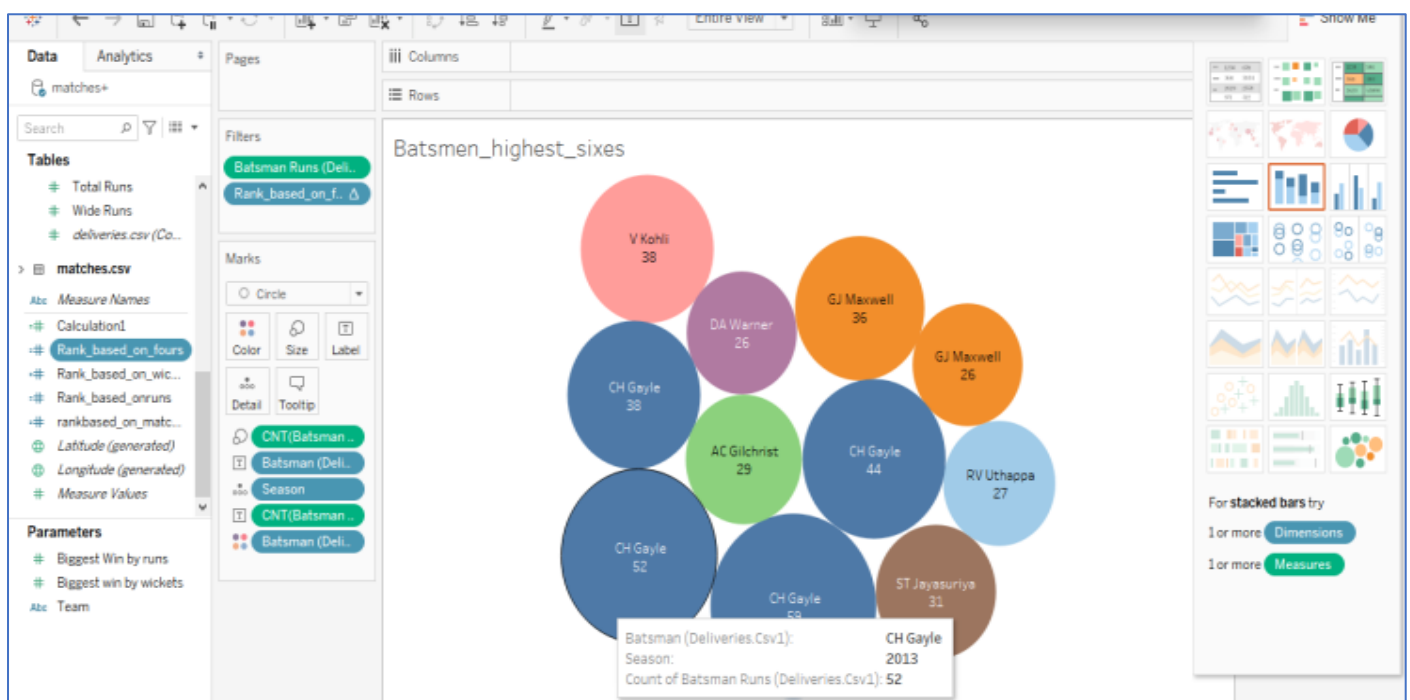 Entire View
Show Me
Data
Analytics
matches+
Search
Tables
Total Runs
Wide Runs
deliveries.csv (Co...
matches.csv
Abc Measure Names
Calculation1
Rank_based_on_fours
Rank_based_on_wic...
Rank_based_onruns
rankbased_on_matc...
Latitude (generated)
Longitude (generated)
Measure Values
Parameters
Biggest Win by runs
Biggest win by wickets
Abc Team
Pages
Filters
Batsman Runs (Deli..
Rank_based_on_f..
Marks
Circle
Color
Size
Label
Detail
Tooltip
CNT(Batsman ..
Batsman (Deli..
Season
CNT(Batsman ..
Batsman (Deli..
Columns
Rows
Batsmen_highest_sixes
V Kohli
38
DA Warner
26
GJ Maxwell
36
GJ Maxwell
26
CH Gayle
38
AC Gilchrist
29
CH Gayle
44
RV Uthappa
27
CH Gayle
52
CH Gayle
59
ST Jayasuriya
31
Batsman (Deliveries.Csv1): CH Gayle
Season: 2013
Count of Batsman Runs (Deliveries.Csv1): 52
For stacked bars try
1 or more Dimensions
1 or more Measures